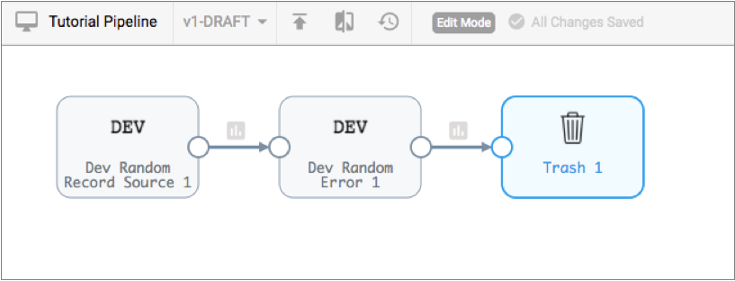 Tutorial Pipeline v1-DRAFT Edit Mode All Changes Saved
DEV
Dev Random
Record Source 1
DEV
Dev Random
Error 1
Trash 1